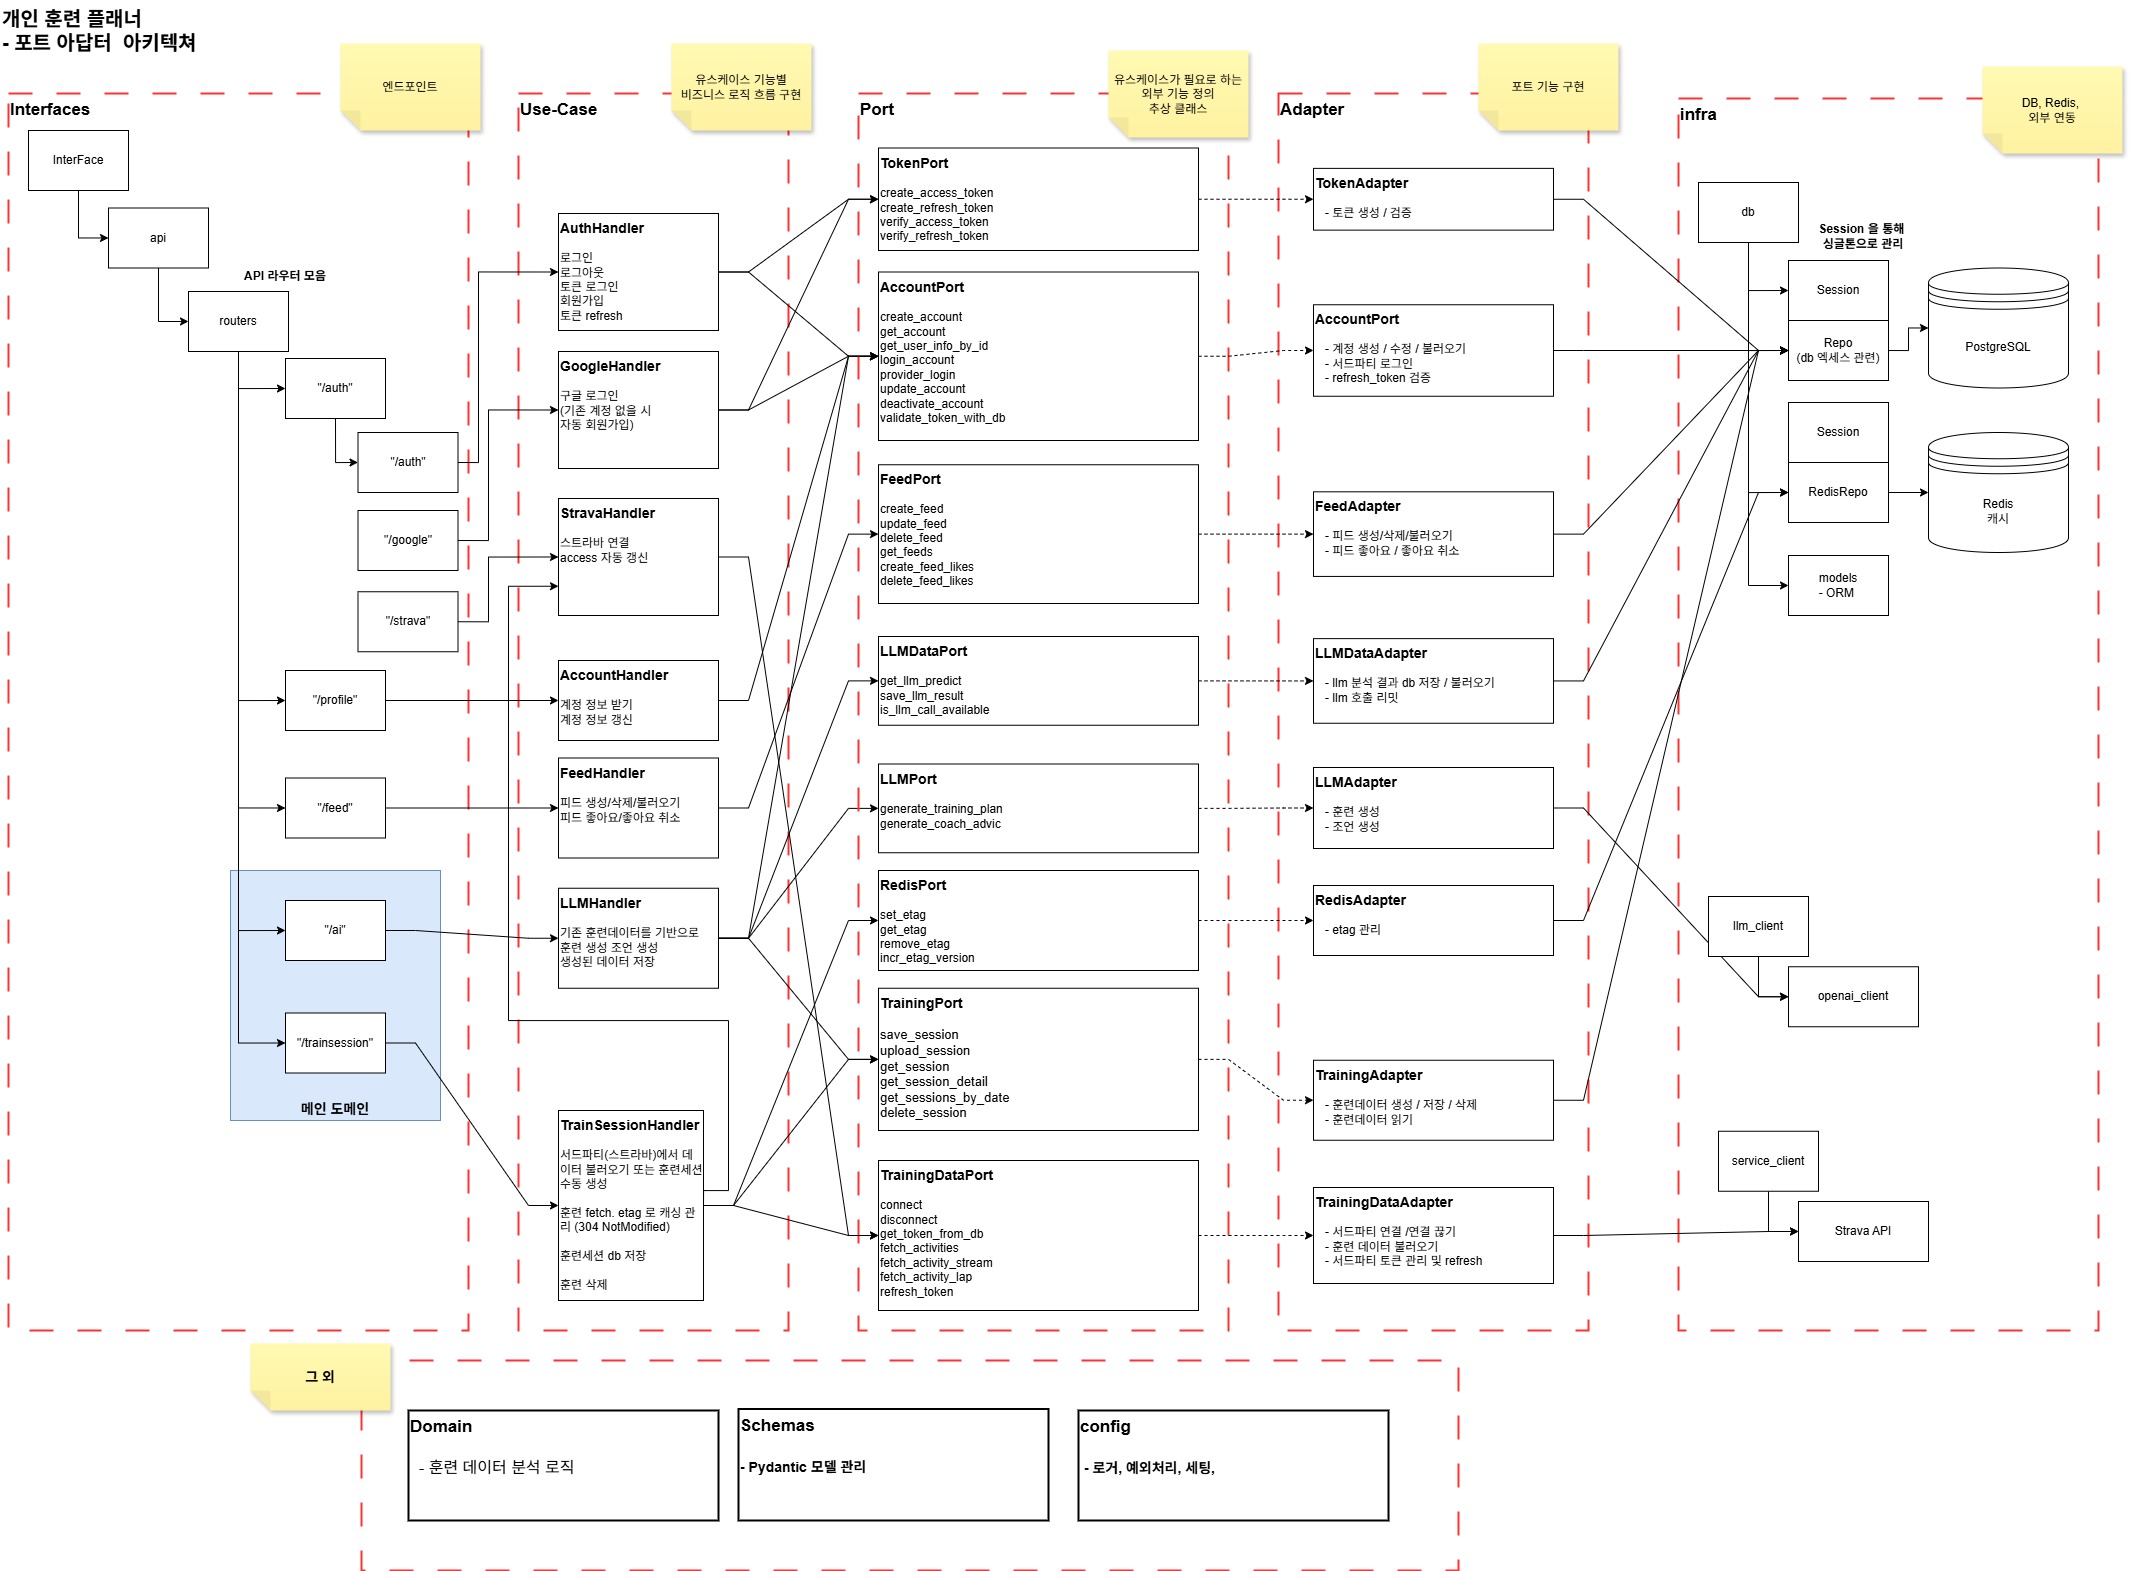 개인 훈련 플래너
- 포트 아답터 아키텍쳐
엔드포인트
유스케이스 기능별
비즈니스 로직 흐름 구현
유스케이스가 필요로 하는
외부 기능 정의
추상 클래스
포트 기능 구현
DB, Redis,
외부 연동
Interfaces
InterFace
api
API 라우터 모음
routers
"/auth"
"/auth"
"/google"
"/strava"
"/profile"
"/feed"
"/ai"
"/trainsession"
메인 도메인
Use-Case
AuthHandler
로그인
로그아웃
토큰 로그인
회원가입
토큰 refresh
GoogleHandler
구글 로그인
(기존 계정 없을 시
자동 회원가입)
StravaHandler
스트라바 연결
access 자동 갱신
AccountHandler
계정 정보 받기
계정 정보 갱신
FeedHandler
피드 생성/삭제/불러오기
피드 좋아요/좋아요 취소
LLMHandler
기존 훈련데이터를 기반으로
훈련 생성 조언 생성
생성된 데이터 저장
TrainSessionHandler
서드파티(스트라바)에서 데
이터 불러오기 또는 훈련세션
수동 생성
훈련 fetch. etag 로 캐싱 관
리 (304 NotModified)
훈련세션 db 저장
훈련 삭제
Port
TokenPort
create_access_token
create_refresh_token
verify_access_token
verify_refresh_token
AccountPort
create_account
get_account
get_user_info_by_id
login_account
provider_login
update_account
deactivate_account
validate_token_with_db
FeedPort
create_feed
update_feed
delete_feed
get_feeds
create_feed_likes
delete_feed_likes
LLMDataPort
get_llm_predict
save_llm_result
is_llm_call_available
LLMPort
generate_training_plan
generate_coach_advic
RedisPort
set_etag
get_etag
remove_etag
incr_etag_version
TrainingPort
save_session
upload_session
get_session
get_session_detail
get_sessions_by_date
delete_session
TrainingDataPort
connect
disconnect
get_token_from_db
fetch_activities
fetch_activity_stream
fetch_activity_lap
refresh_token
Adapter
TokenAdapter
- 토큰 생성 / 검증
AccountPort
- 계정 생성 / 수정 / 불러오기
- 서드파티 로그인
- refresh_token 검증
FeedAdapter
- 피드 생성/삭제/불러오기
- 피드 좋아요 / 좋아요 취소
LLMDataAdapter
- llm 분석 결과 db 저장 / 불러오기
- llm 호출 리밋
LLMAdapter
- 훈련 생성
- 조언 생성
RedisAdapter
- etag 관리
TrainingAdapter
- 훈련데이터 생성 / 저장 / 삭제
- 훈련데이터 읽기
TrainingDataAdapter
- 서드파티 연결 /연결 끊기
- 훈련 데이터 불러오기
- 서드파티 토큰 관리 및 refresh
infra
db
Session 을 통해
싱글톤으로 관리
Session
Repo
(db 엑세스 관련)
PostgreSQL
Session
RedisRepo
Redis
캐시
models
- ORM
llm_client
openai_client
service_client
Strava API
그 외
Domain
- 훈련 데이터 분석 로직
Schemas
- Pydantic 모델 관리
config
- 로거, 예외처리, 세팅,